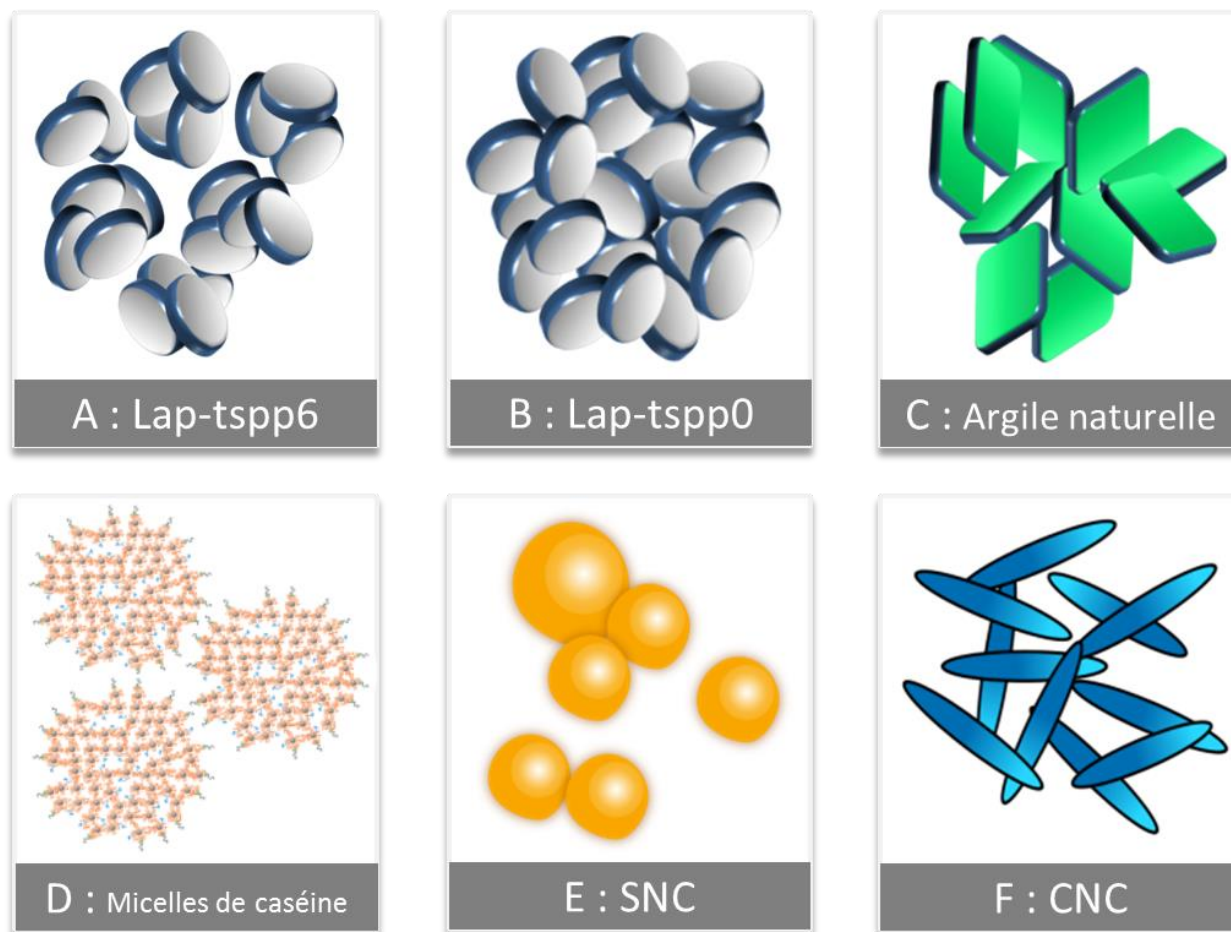 A : Lap-tspp6
B : Lap-tspp0
C : Argile naturelle
D : Micelles de caséine
E : SNC
F : CNC